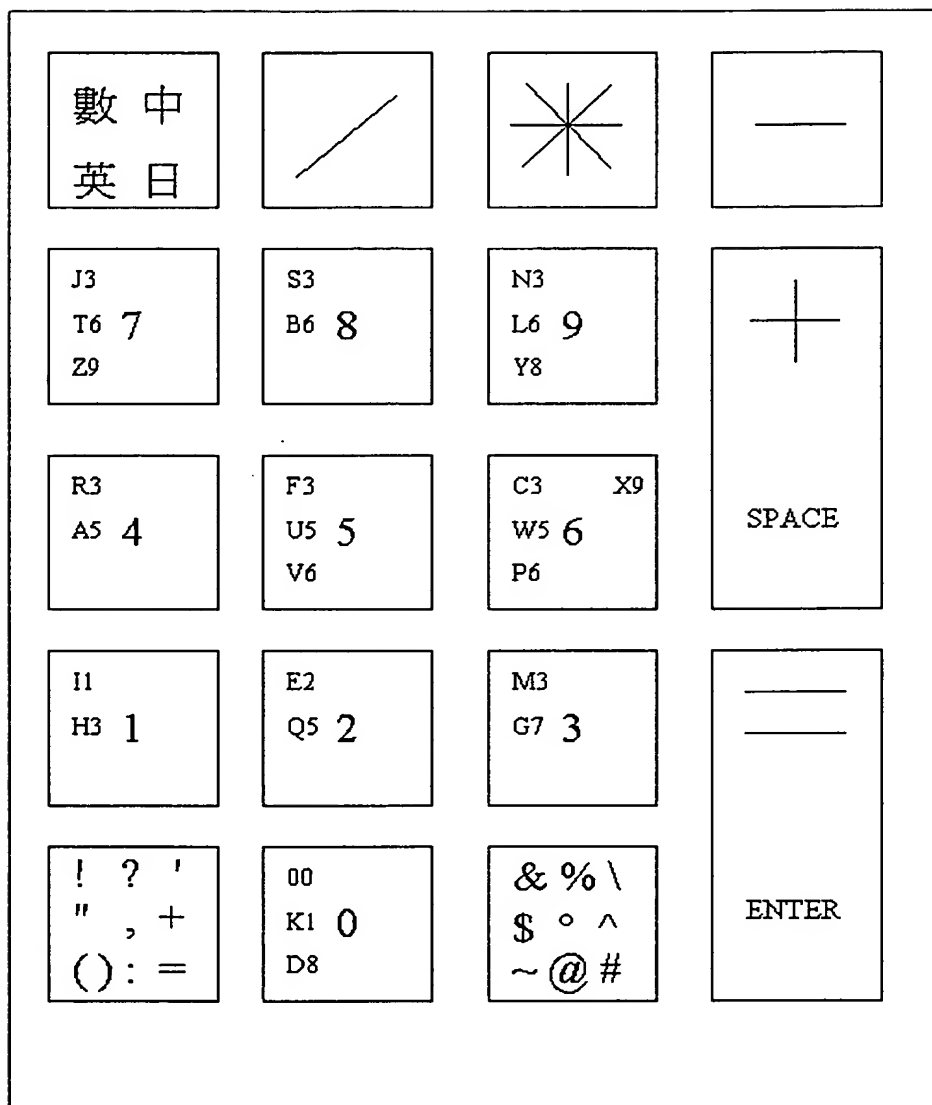 數 中
英 日
/
*
—
J3
T6 7
Z9
S3
B6 8
N3
L6 9
Y8
+
SPACE
R3
A5 4
F3
U5 5
V6
C3 X9
W5 6
P6
I1
H3 1
E2
Q5 2
M3
G7 3
=
ENTER
! ? '
" , +
( ) : =
00
K1 0
D8
& % \
$ ° ^
~ @ #